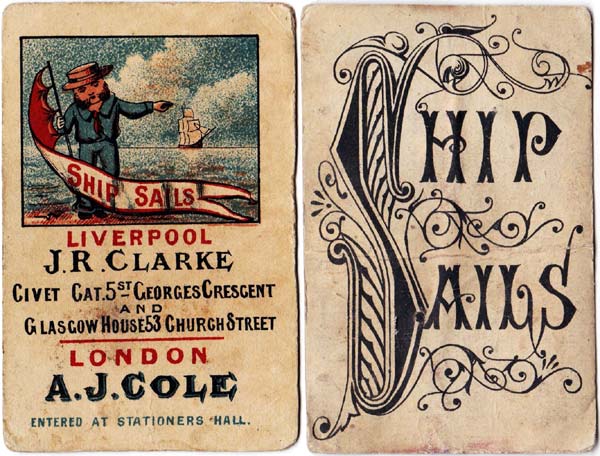 SHIP SAILS
LIVERPOOL
J.R. CLARKE
CIVET CAT. 5 ST GEORGES CRESCENT
AND
GLASGOW HOUSE 53 CHURCH STREET
LONDON
A.J. COLE
ENTERED AT STATIONERS HALL.
SHIP
SAILS